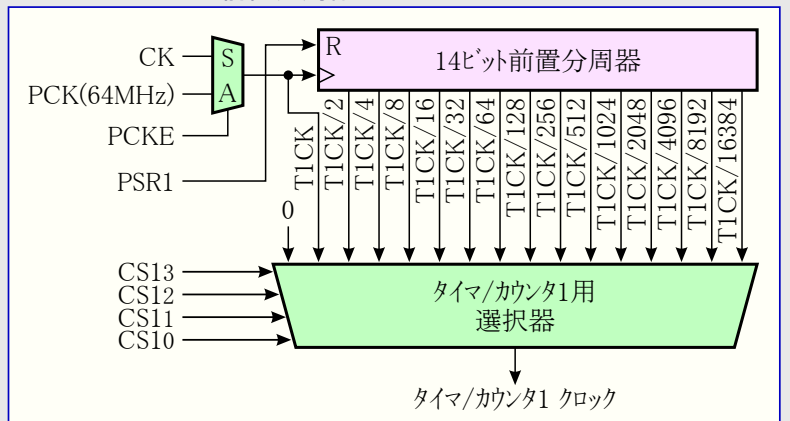 CK
PCK(64MHz)
PCKE
PSR1
S
A
R
14ビット前置分周器
0
T1CK
T1CK/2
T1CK/4
T1CK/8
T1CK/16
T1CK/32
T1CK/64
T1CK/128
T1CK/256
T1CK/512
T1CK/1024
T1CK/2048
T1CK/4096
T1CK/8192
T1CK/16384
CS13
CS12
CS11
CS10
タイマ/カウンタ1用
選択器
タイマ/カウンタ1 クロック